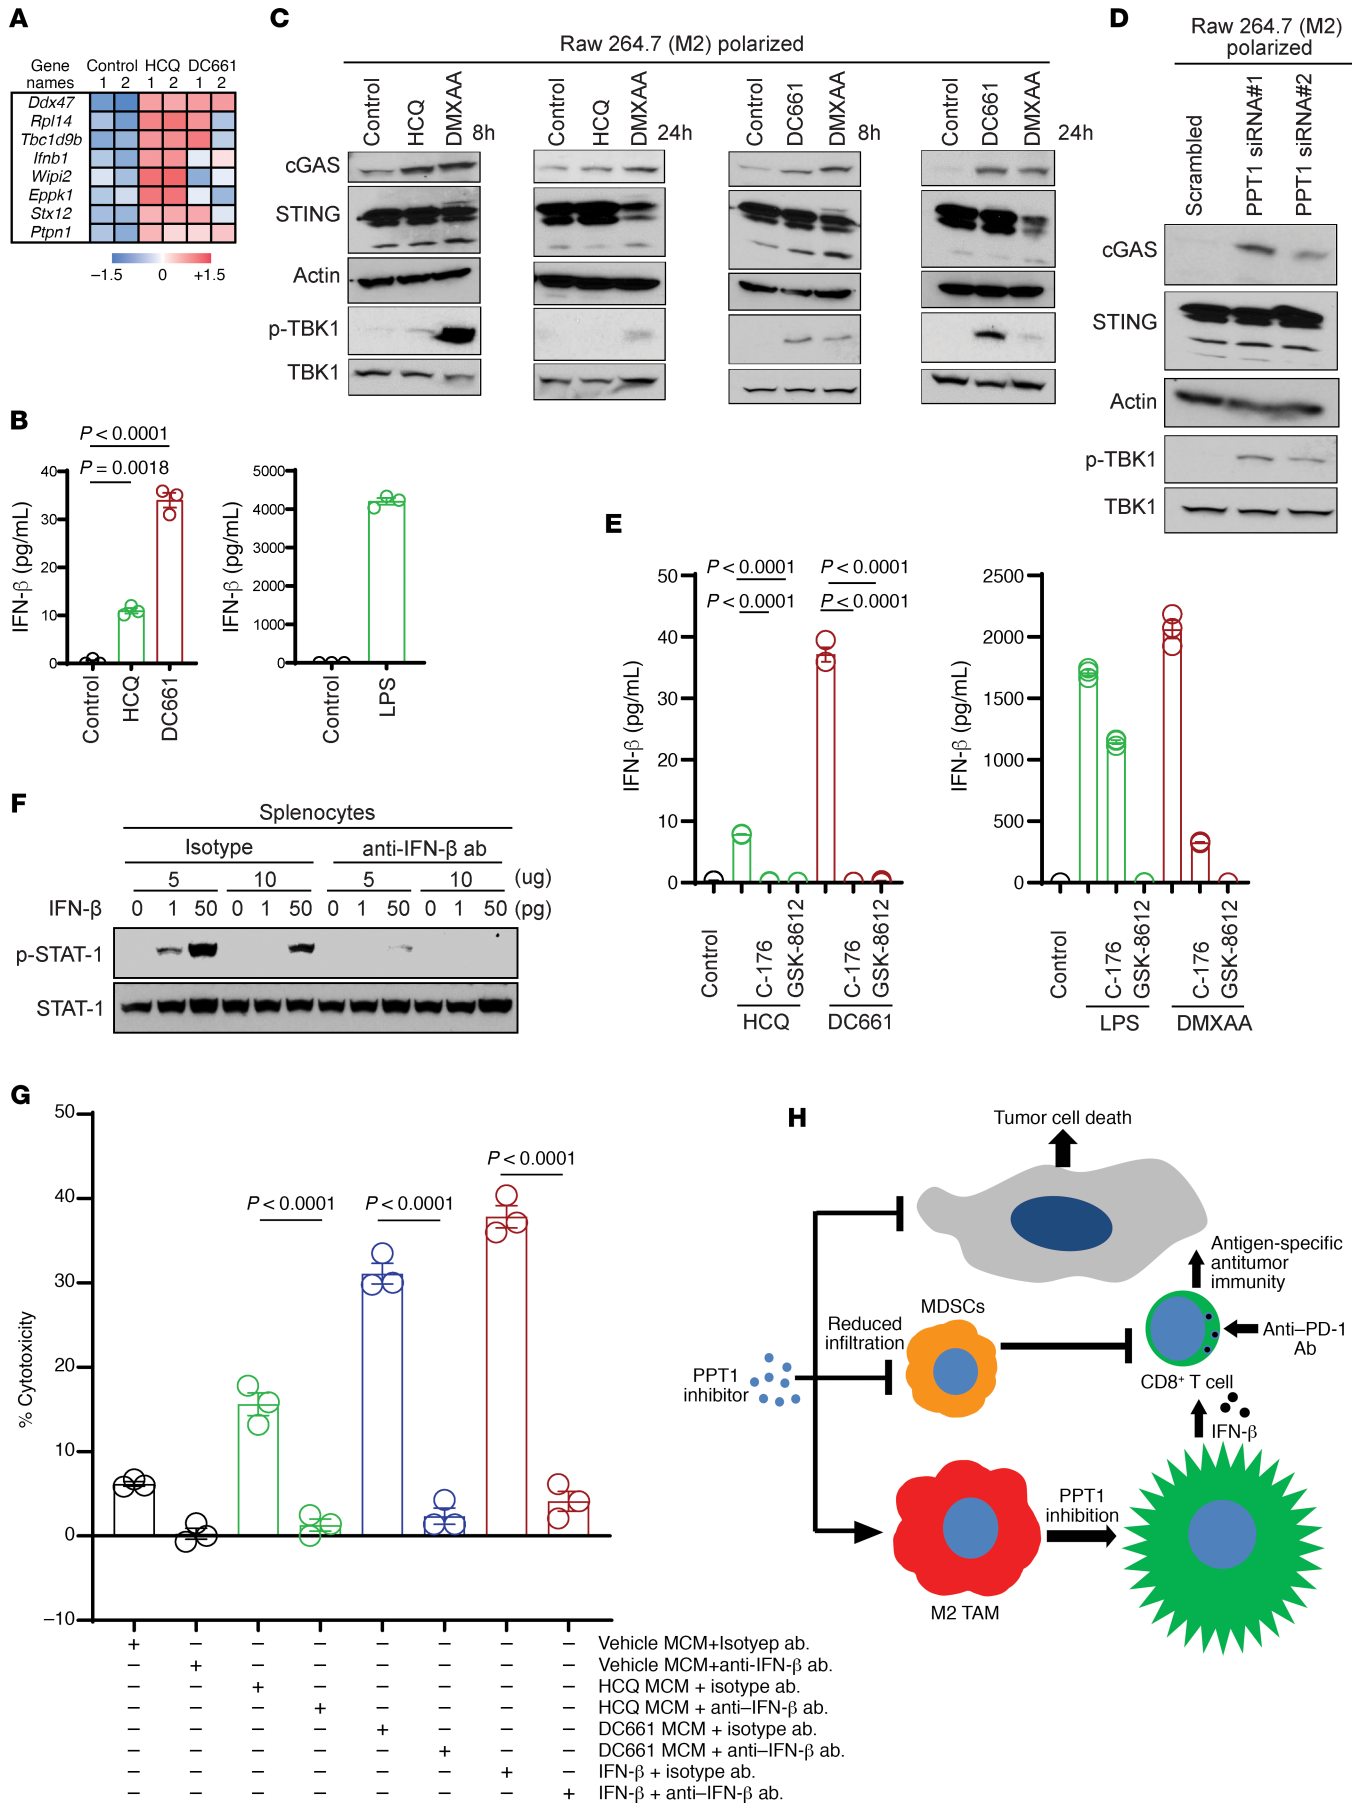 A
Gene names
Control HCQ DC661
1 2 1 2 1 2
Ddx47
Rpl14
Tbc1d9b
Ifnb1
Wipi2
Eppk1
Stx12
Ptpn1
−1.5 0 +1.5
B
P < 0.0001
P = 0.0018
IFN-β (pg/mL)
40
30
20
10
0
Control
HCQ
DC661
IFN-β (pg/mL)
5000
4000
3000
2000
1000
0
Control
LPS
C
Raw 264.7 (M2) polarized
Control HCQ DMXAA 8h
Control HCQ DMXAA 24h
Control DC661 DMXAA 8h
Control DC661 DMXAA 24h
cGAS
STING
Actin
p-TBK1
TBK1
D
Raw 264.7 (M2)
polarized
Scrambled
PPT1 siRNA#1
PPT1 siRNA#2
cGAS
STING
Actin
p-TBK1
TBK1
E
P < 0.0001 P < 0.0001
P < 0.0001 P < 0.0001
IFN-β (pg/mL)
50
40
30
20
10
0
Control
C-176
GSK-8612
C-176
GSK-8612
HCQ DC661
IFN-β (pg/mL)
2500
2000
1500
1000
500
0
Control
C-176
GSK-8612
C-176
GSK-8612
LPS DMXAA
F
Splenocytes
Isotype anti-IFN-β ab
5 10 5 10 (ug)
IFN-β 0 1 50 0 1 50 0 1 50 0 1 50 (pg)
p-STAT-1
STAT-1
G
% Cytotoxicity
50
40
30
20
10
0
−10
P < 0.0001
P < 0.0001
P < 0.0001
+ − − − − − − − Vehicle MCM+Isotyep ab.
− + − − − − − − Vehicle MCM+anti-IFN-β ab.
− − + − − − − − HCQ MCM + isotype ab.
− − − + − − − − HCQ MCM + anti–IFN-β ab.
− − − − + − − − DC661 MCM + isotype ab.
− − − − − + − − DC661 MCM + anti–IFN-β ab.
− − − − − − + − IFN-β + isotype ab.
− − − − − − − + IFN-β + anti–IFN-β ab.
H
Tumor cell death
Antigen-specific
antitumor
immunity
MDSCs
Reduced
infiltration
Anti–PD-1
Ab
PPT1
inhibitor
CD8+ T cell
IFN-β
PPT1
inhibition
M2 TAM